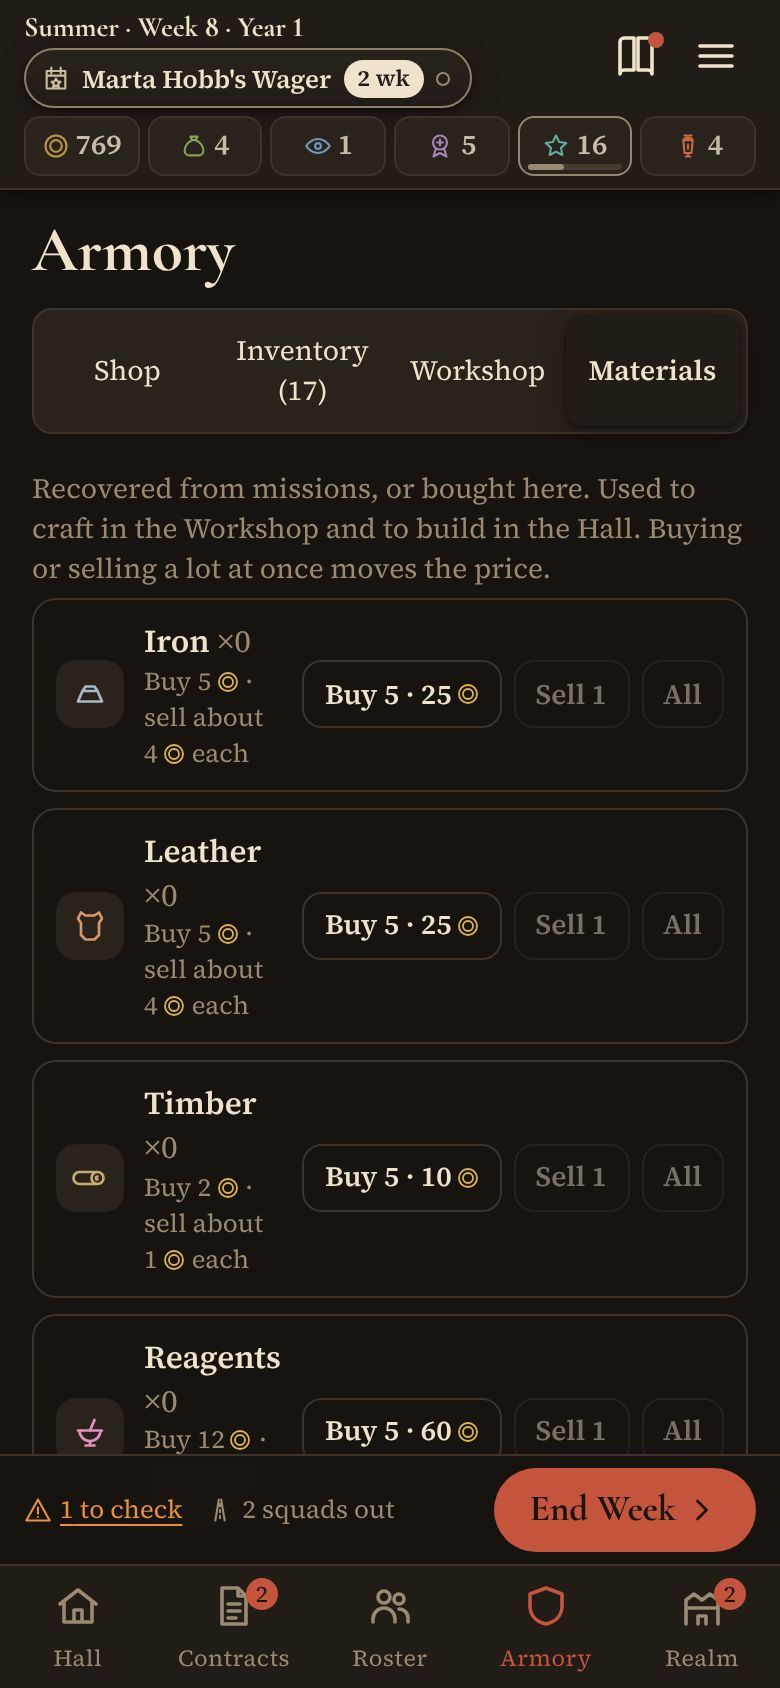 Summer · Week 8 · Year 1
Marta Hobb's Wager 2 wk
769 4 1 5 16 4
Armory
Shop Inventory (17) Workshop Materials
Recovered from missions, or bought here. Used to
craft in the Workshop and to build in the Hall. Buying
or selling a lot at once moves the price.
Iron ×0
Buy 5 ·
sell about
4 each
Buy 5 · 25 Sell 1 All
Leather
×0
Buy 5 ·
sell about
4 each
Buy 5 · 25 Sell 1 All
Timber
×0
Buy 2 ·
sell about
1 each
Buy 5 · 10 Sell 1 All
Reagents
×0
Buy 12 ·
Buy 5 · 60 Sell 1 All
1 to check 2 squads out End Week
2 2
Hall Contracts Roster Armory Realm